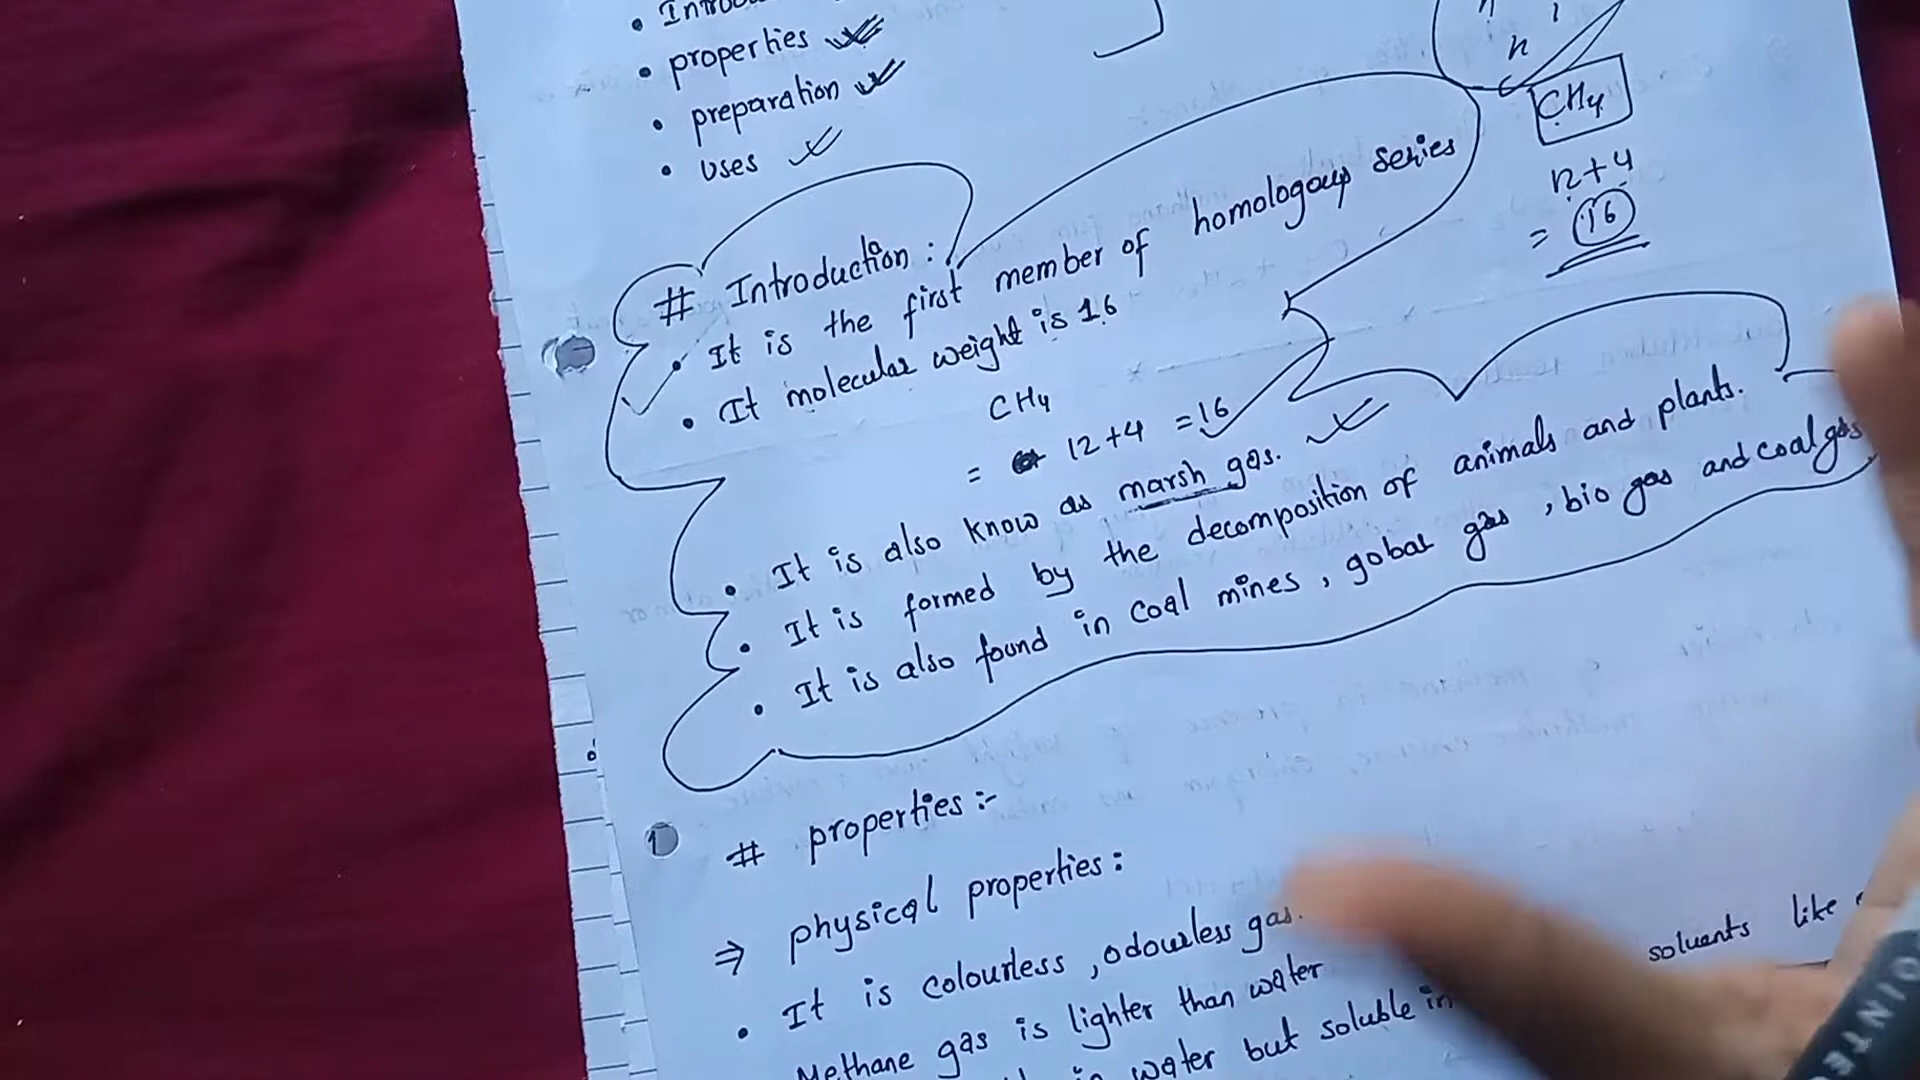 • properties
• preparation
• uses
n
CH4
12+4
= 16
# Introduction:
• It is the first member of homologous series
• It molecular weight is 16
CH4
= 12+4 = 16
• It is also know as marsh gas.
• It is formed by the decomposition of animals and plants.
• It is also found in coal mines, gobar gas, bio gas and coal gas
1
# properties :-
⇒ physical properties:
• It is colourless, odourless gas.
Methane gas is lighter than water
in water but soluble in soluents like